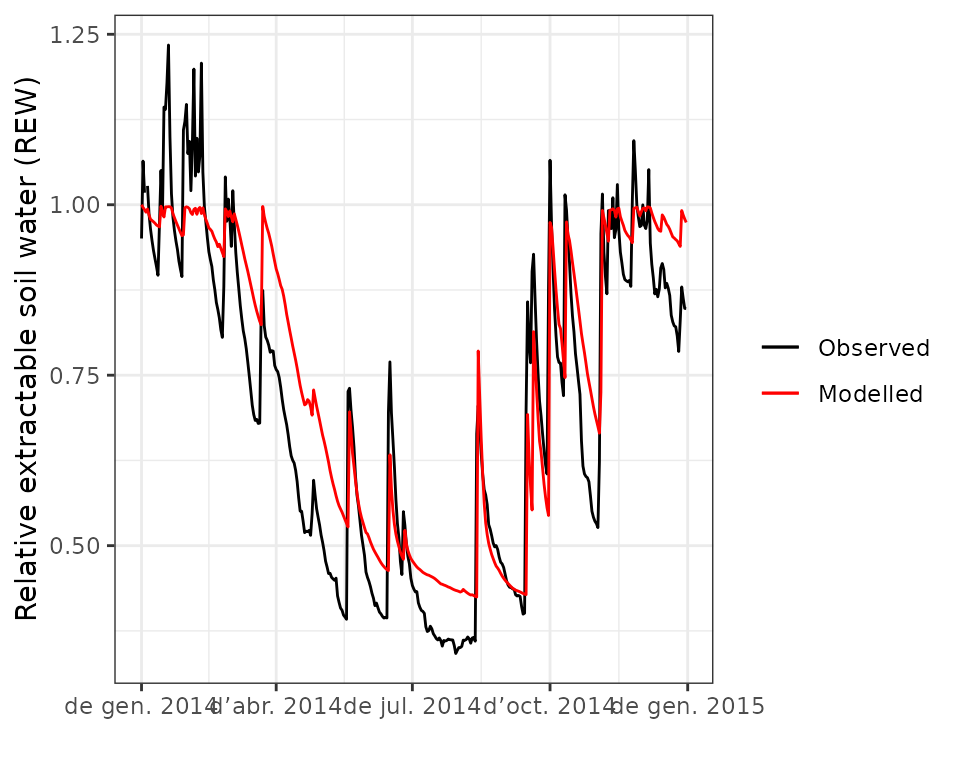 Relative extractable soil water (REW)
1.25
1.00
0.75
0.50
de gen. 2014
d’abr. 2014
de jul. 2014
d’oct. 2014
de gen. 2015
Observed
Modelled